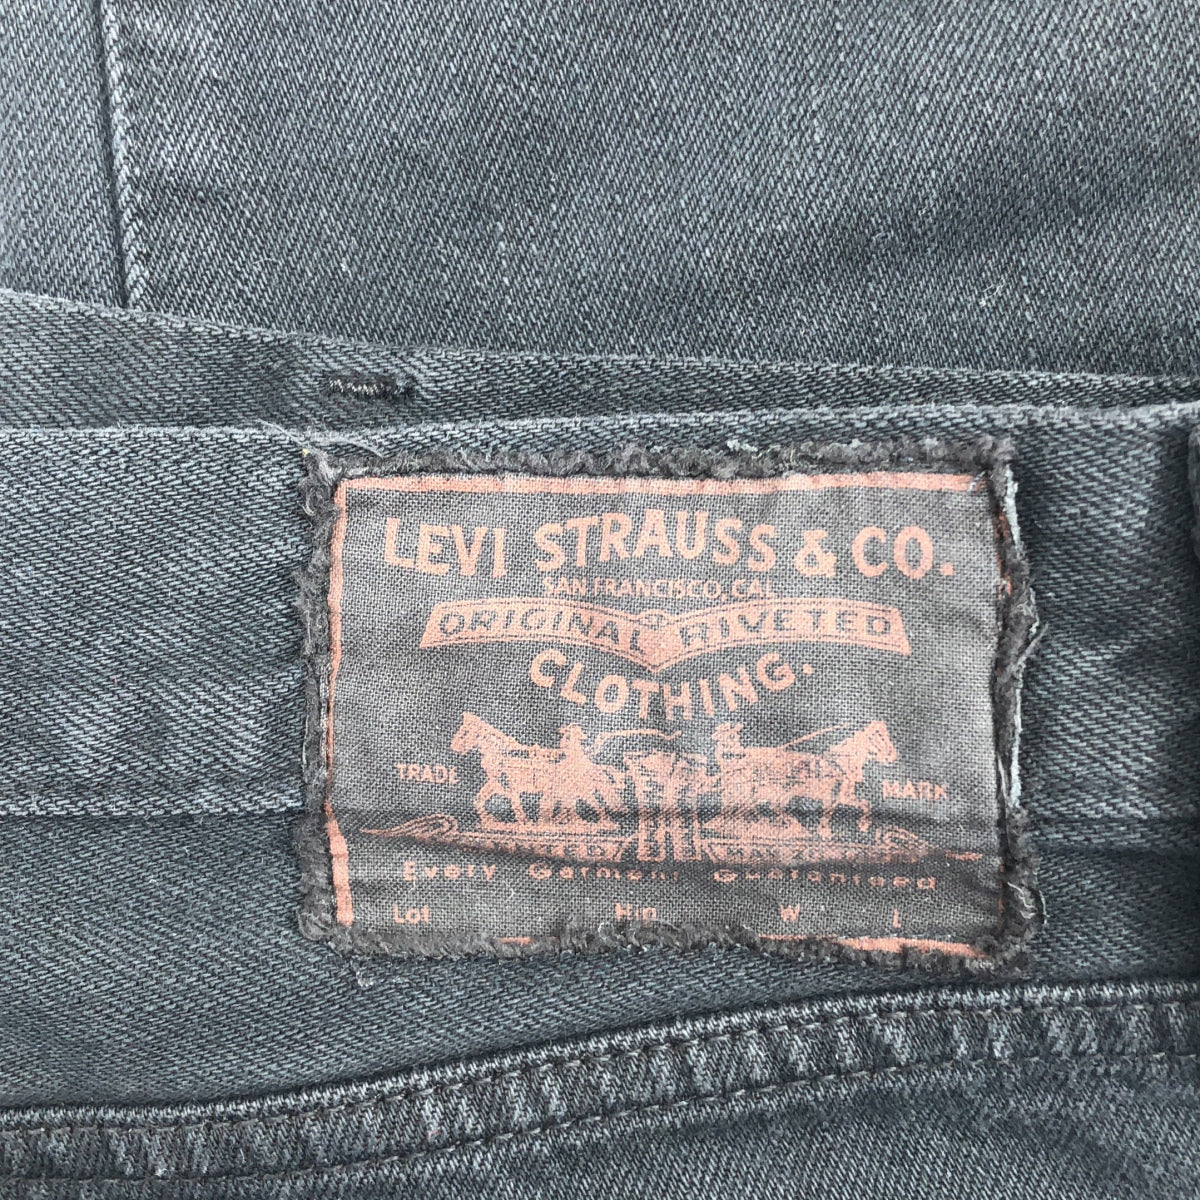 LEVI STRAUSS & CO.
SAN FRANCISCO, CAL
ORIGINAL RIVETED
CLOTHING.
TRADE MARK
Every Garment Guaranteed
Lot Hip W L